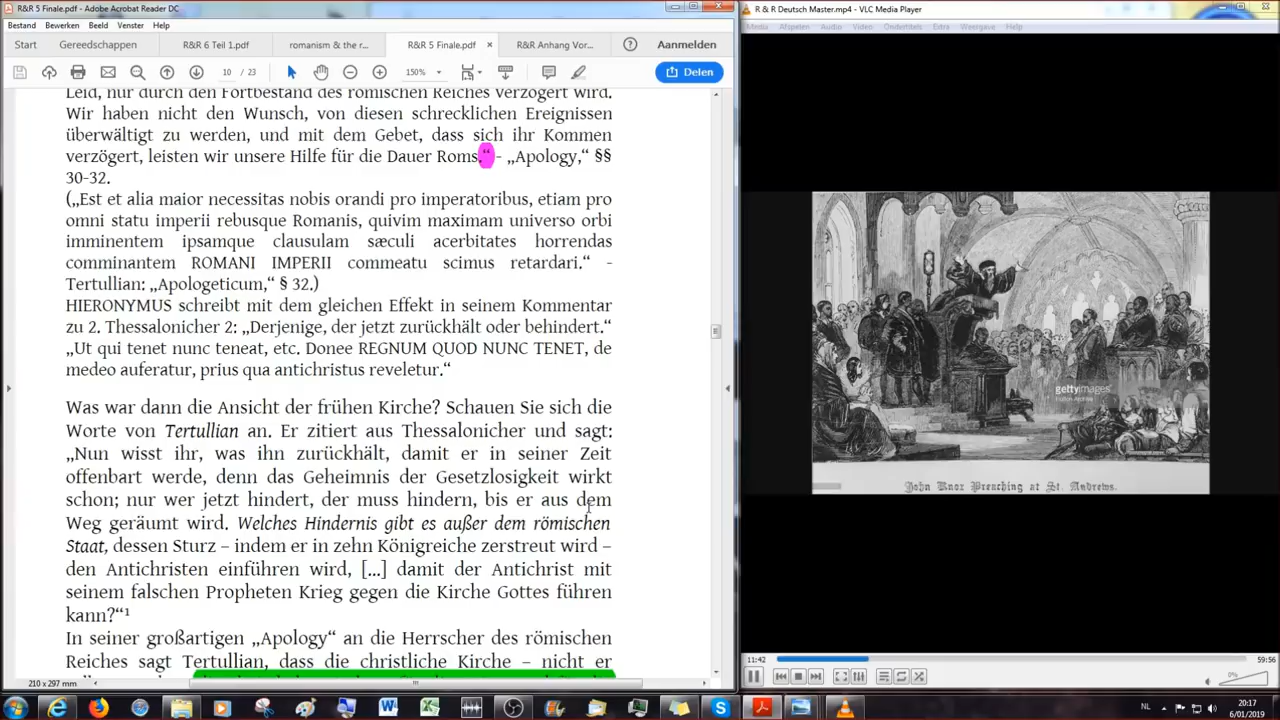 R&R 5 Finale.pdf - Adobe Acrobat Reader DC
Bestand Bewerken Beeld Venster Help
Start Gereedschappen R&R 6 Teil 1.pdf romanism & the r... R&R 5 Finale.pdf × R&R Anhang Vor... ? Aanmelden
10 / 23 150% Delen
Leid, nur durch den Fortbestand des römischen Reiches verzögert wird.
Wir haben nicht den Wunsch, von diesen schrecklichen Ereignissen
überwältigt zu werden, und mit dem Gebet, dass sich ihr Kommen
verzögert, leisten wir unsere Hilfe für die Dauer Roms.“ - „Apology,“ §§
30-32.
(„Est et alia maior necessitas nobis orandi pro imperatoribus, etiam pro
omni statu imperii rebusque Romanis, quivim maximam universo orbi
imminentem ipsamque clausulam sæculi acerbitates horrendas
comminantem ROMANI IMPERII commeatu scimus retardari.“ -
Tertullian: „Apologeticum,“ § 32.)
HIERONYMUS schreibt mit dem gleichen Effekt in seinem Kommentar
zu 2. Thessalonicher 2: „Derjenige, der jetzt zurückhält oder behindert.“
„Ut qui tenet nunc teneat, etc. Donee REGNUM QUOD NUNC TENET, de
medeo auferatur, prius qua antichristus reveletur.“
Was war dann die Ansicht der frühen Kirche? Schauen Sie sich die
Worte von Tertullian an. Er zitiert aus Thessalonicher und sagt:
„Nun wisst ihr, was ihn zurückhält, damit er in seiner Zeit
offenbart werde, denn das Geheimnis der Gesetzlosigkeit wirkt
schon; nur wer jetzt hindert, der muss hindern, bis er aus dem
Weg geräumt wird. Welches Hindernis gibt es außer dem römischen
Staat, dessen Sturz – indem er in zehn Königreiche zerstreut wird –
den Antichristen einführen wird, [...] damit der Antichrist mit
seinem falschen Propheten Krieg gegen die Kirche Gottes führen
kann?“¹
In seiner großartigen „Apology“ an die Herrscher des römischen
Reiches sagt Tertullian, dass die christliche Kirche – nicht er
210 x 297 mm
R & R Deutsch Master.mp4 - VLC Media Player
Media Afspelen Audio Video Ondertitels Extra Weergave Help
gettyimages
Hulton Archive
John Knox Preaching at St. Andrews.
11:42 59:56
0%
NL 20:17
6/01/2019